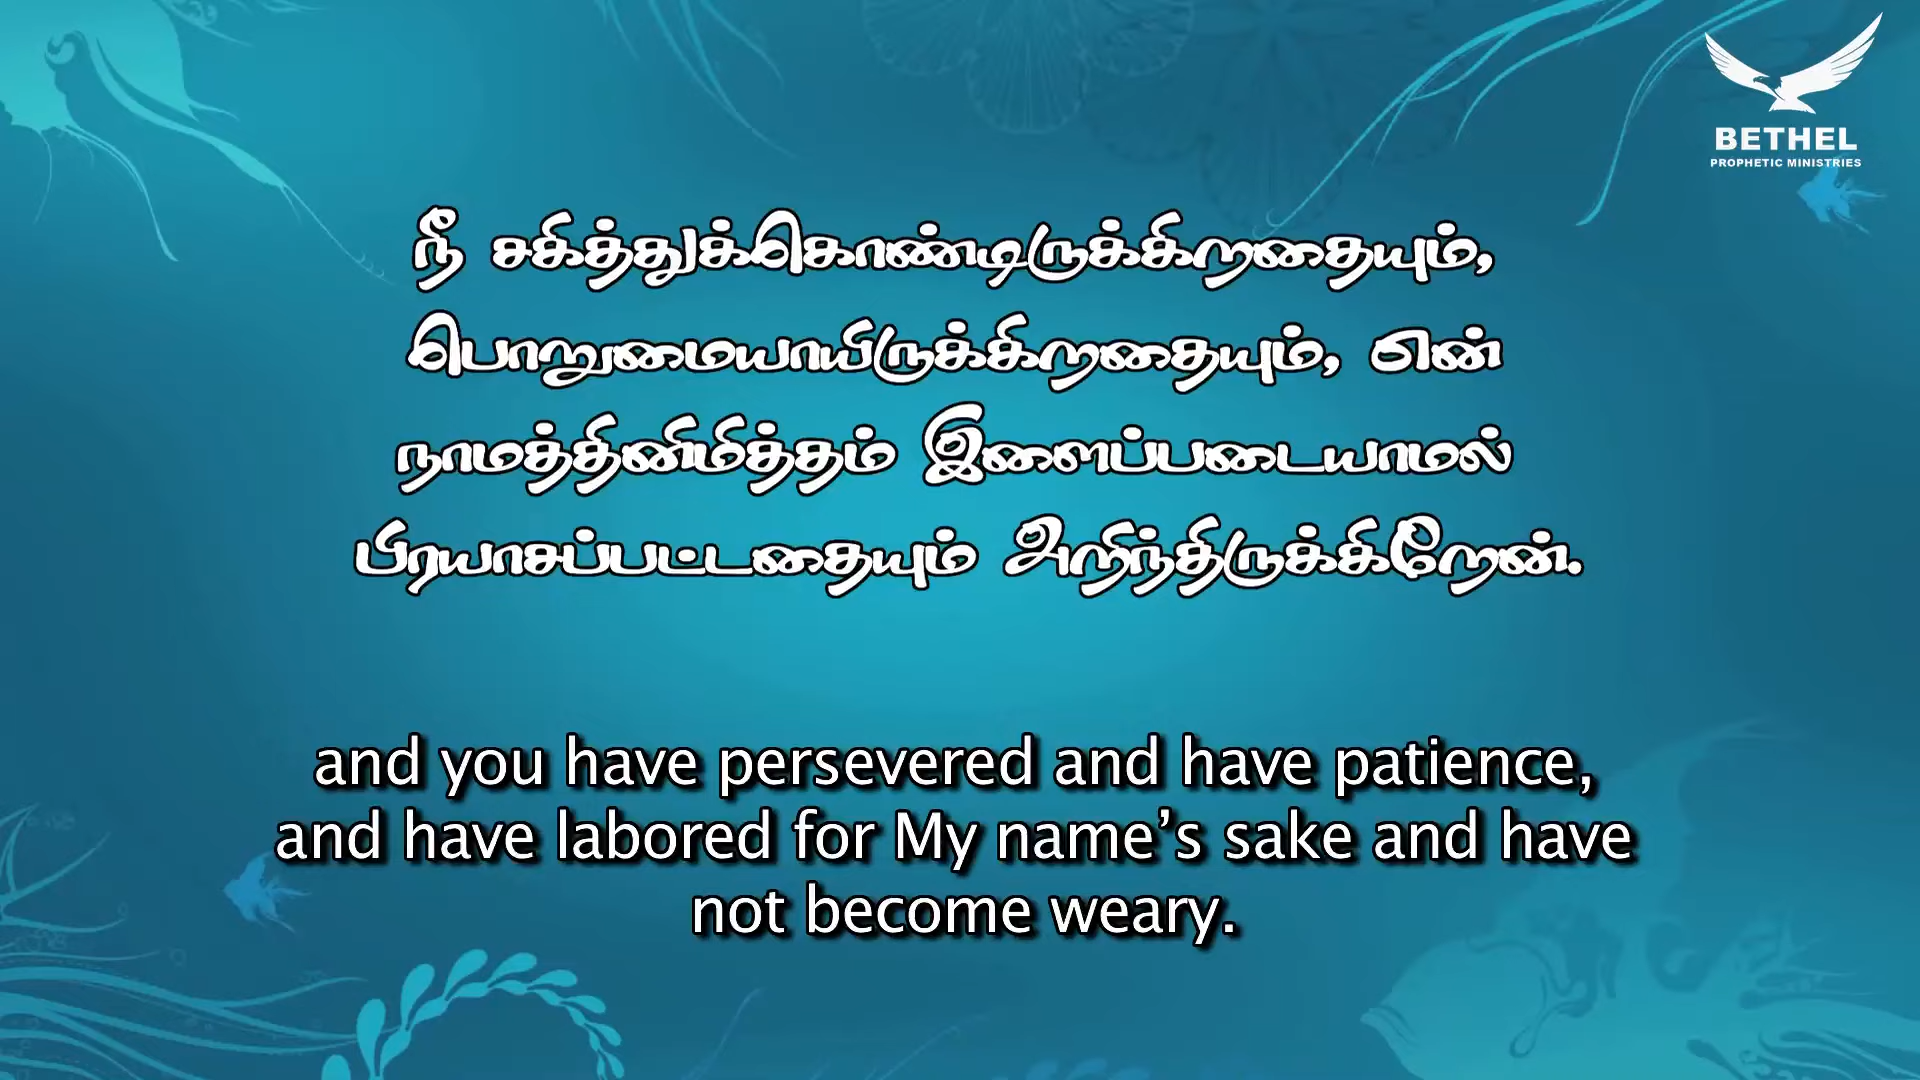 BETHEL
PROPHETIC MINISTRIES
நீ சகித்துக்கொண்டிருக்கிறதையும்,
பொறுமையாயிருக்கிறதையும், என்
நாமத்தினிமித்தம் இளைப்படையாமல்
பிரயாசப்பட்டதையும் அறிந்திருக்கிறேன்.
and you have persevered and have patience,
and have labored for My name’s sake and have
not become weary.